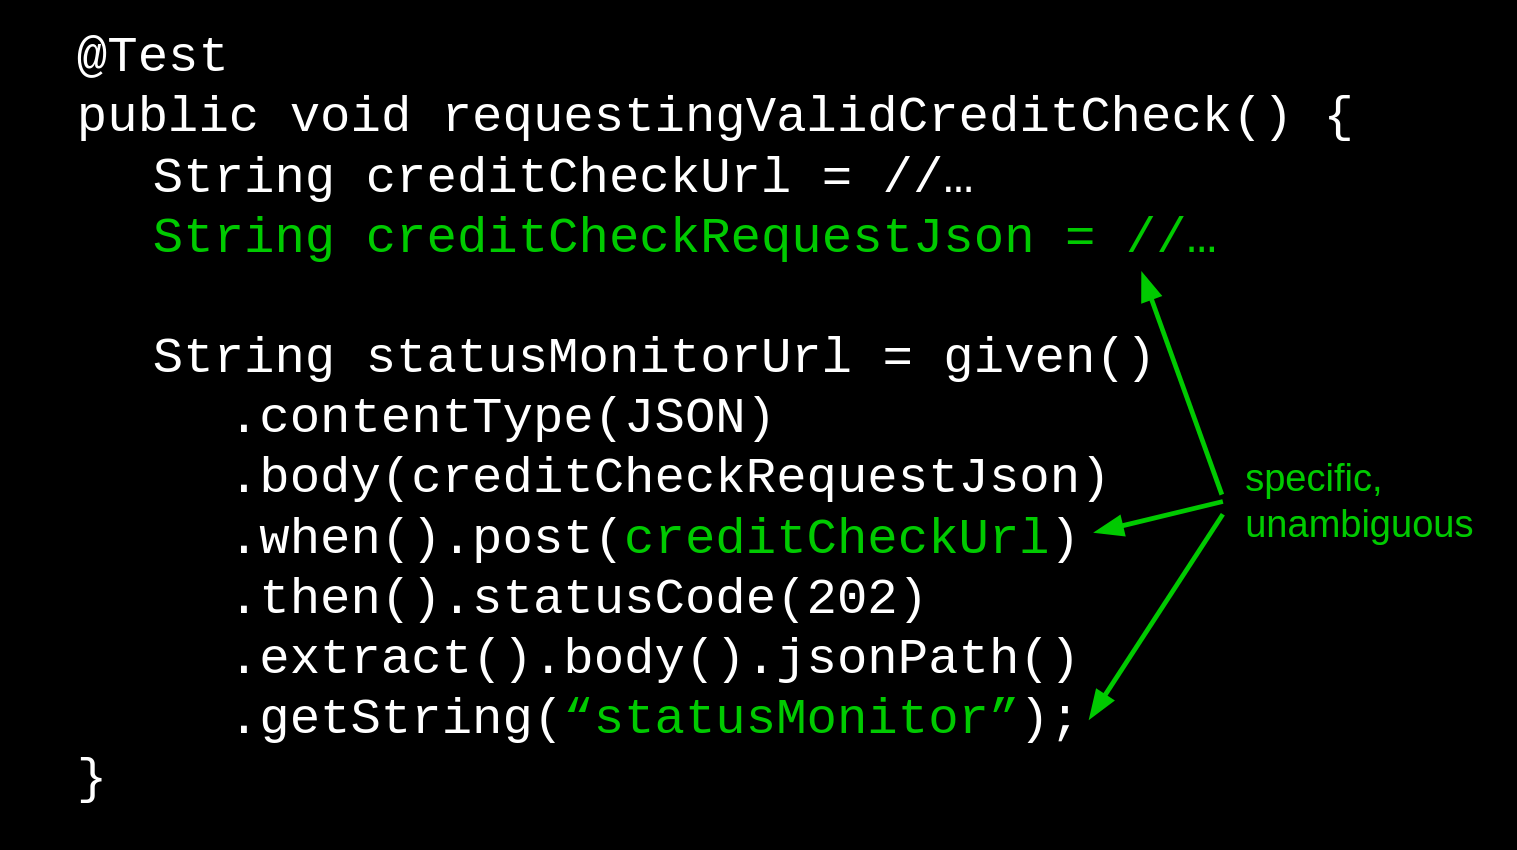 @Test
public void requestingValidCreditCheck() {
String creditCheckUrl = //…
String creditCheckRequestJson = //…
String statusMonitorUrl = given()
.contentType(JSON)
.body(creditCheckRequestJson)
.when().post(creditCheckUrl)
.then().statusCode(202)
.extract().body().jsonPath()
.getString(“statusMonitor”);
}
specific,
unambiguous